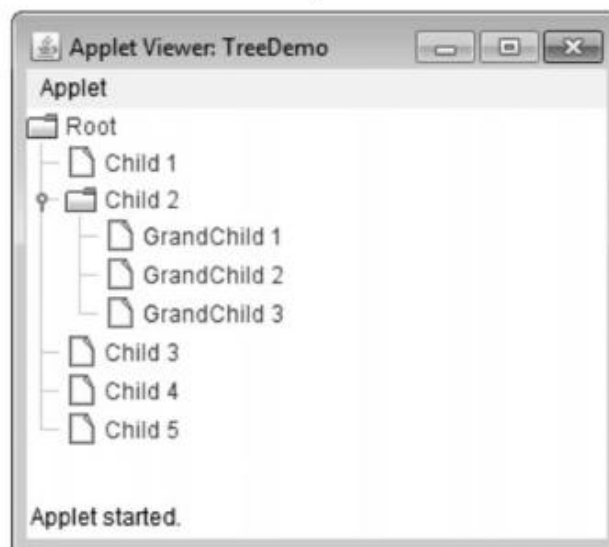 Applet Viewer: TreeDemo
Applet
Root
Child 1
Child 2
GrandChild 1
GrandChild 2
GrandChild 3
Child 3
Child 4
Child 5
Applet started.